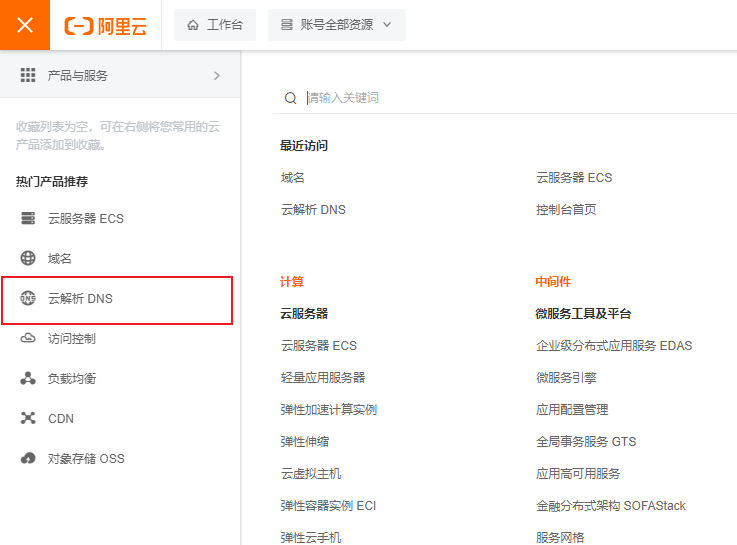 阿里云
工作台
账号全部资源
产品与服务
收藏列表为空，可在右侧将您常用的云
产品添加到收藏。
热门产品推荐
云服务器 ECS
域名
云解析 DNS
访问控制
负载均衡
CDN
对象存储 OSS
请输入关键词
最近访问
域名
云服务器 ECS
云解析 DNS
控制台首页
计算
云服务器
云服务器 ECS
轻量应用服务器
弹性加速计算实例
弹性伸缩
云虚拟主机
弹性容器实例 ECI
弹性云手机
中间件
微服务工具及平台
企业级分布式应用服务 EDAS
微服务引擎
应用配置管理
全局事务服务 GTS
应用高可用服务
金融分布式架构 SOFAStack
服务网格